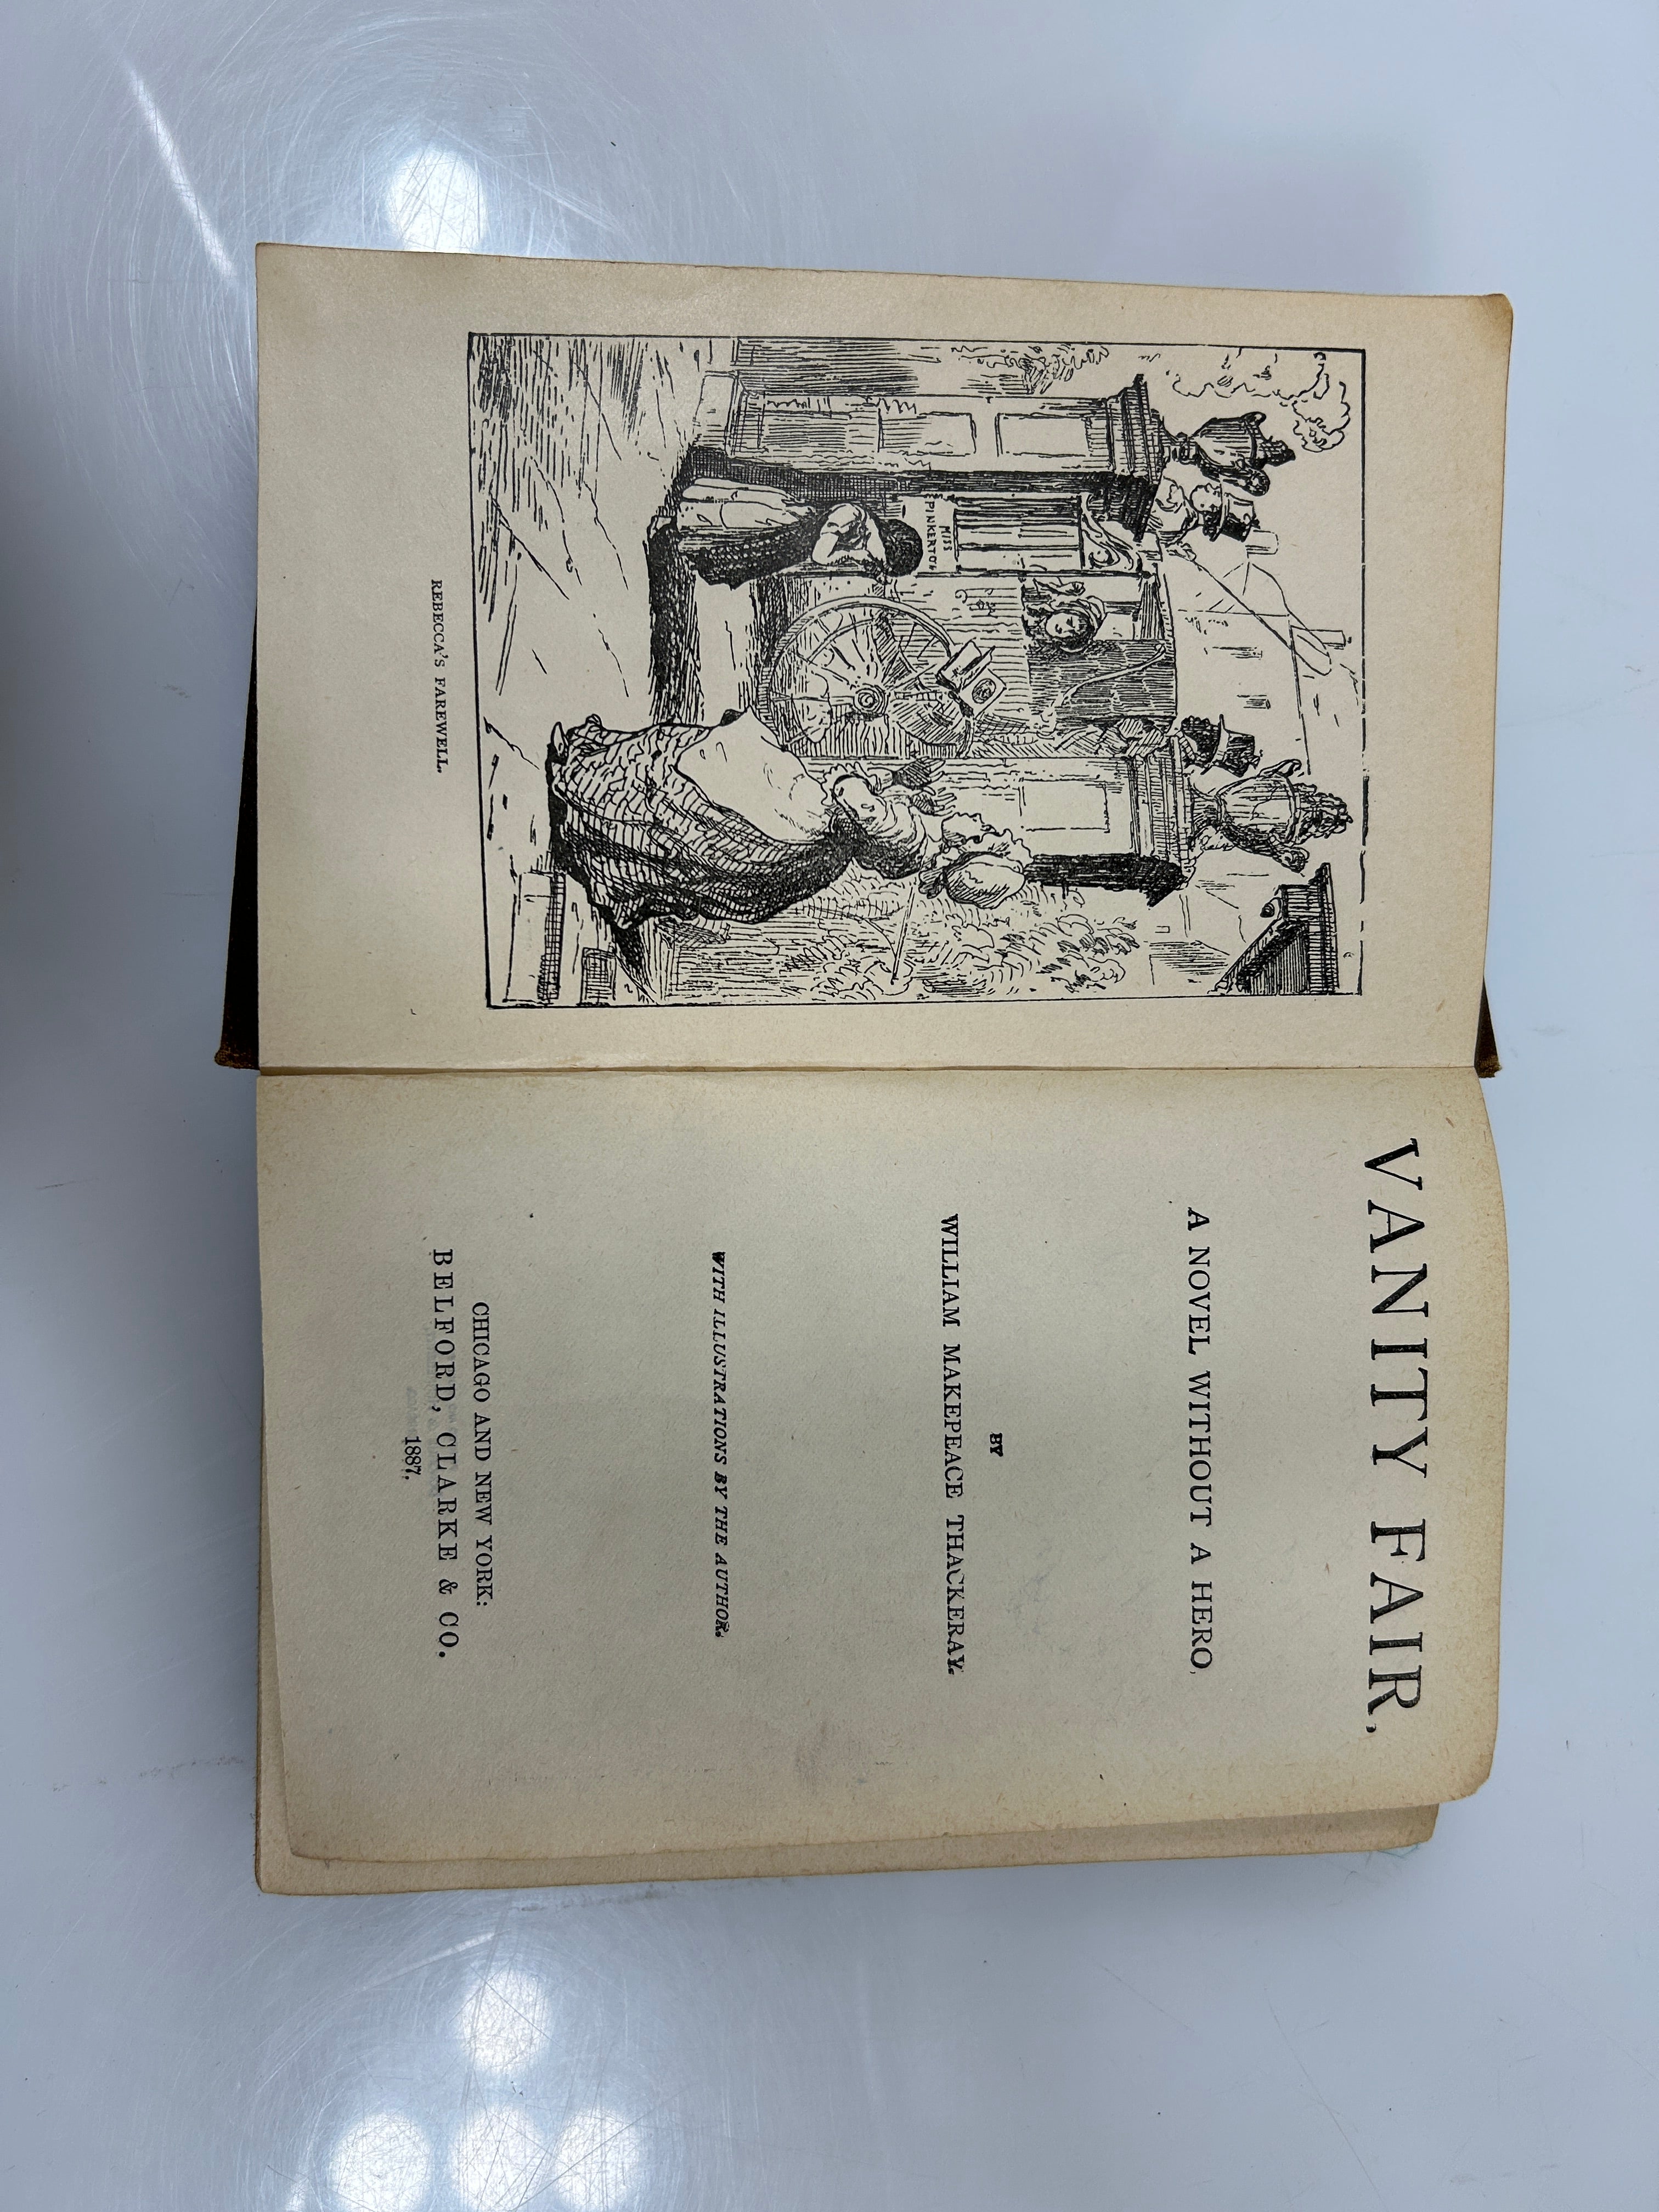 MISS
PINKERTON
REBECCA'S FAREWELL.
VANITY FAIR.
A NOVEL WITHOUT A HERO.
BY
WILLIAM MAKEPEACE THACKERAY.
WITH ILLUSTRATIONS BY THE AUTHOR.
CHICAGO AND NEW YORK:
BELFORD, CLARKE & CO.
1887.